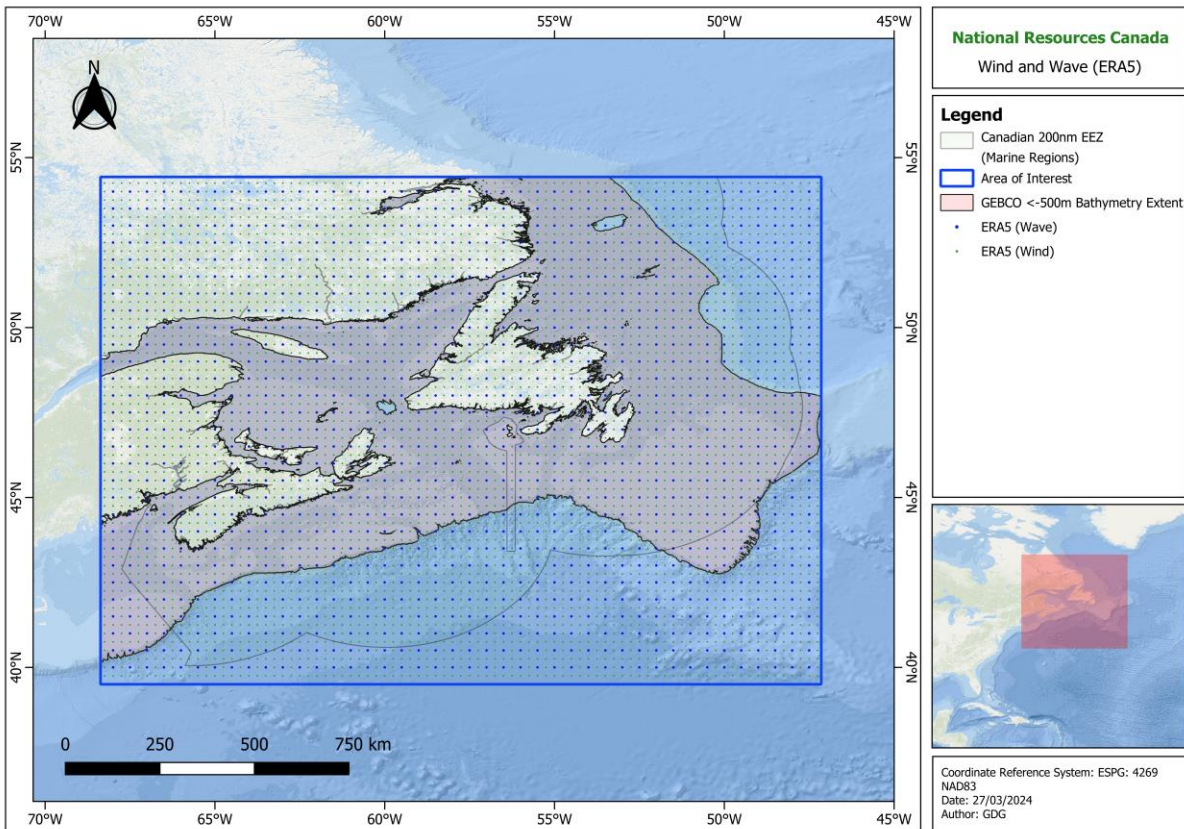 70°W 65°W 60°W 55°W 50°W 45°W
N
55°N 55°N
50°N 50°N
45°N 45°N
40°N 40°N
0 250 500 750 km
70°W 65°W 60°W 55°W 50°W 45°W
National Resources Canada
Wind and Wave (ERA5)
Legend
Canadian 200nm EEZ
(Marine Regions)
Area of Interest
GEBCO <-500m Bathymetry Extent
ERA5 (Wave)
ERA5 (Wind)
Coordinate Reference System: ESPG: 4269
NAD83
Date: 27/03/2024
Author: GDG